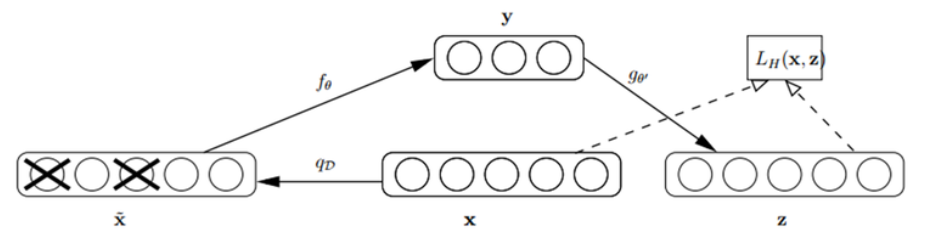 y
L_H(x, z)
g_θ'
f_θ
q_D
x̃
x
z